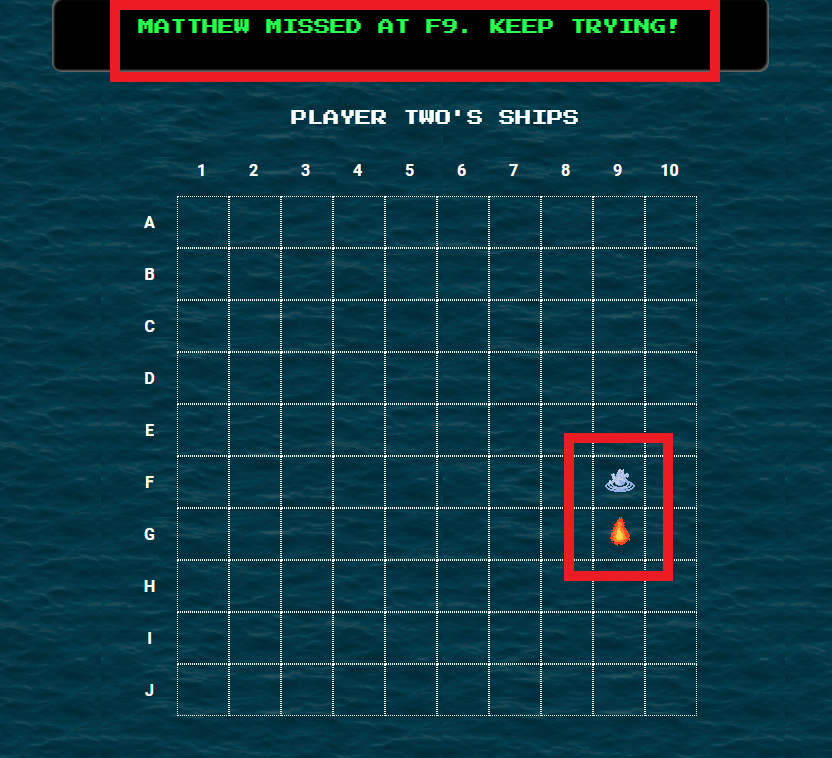 MATTHEW MISSED AT F9. KEEP TRYING!
PLAYER TWO'S SHIPS
1 2 3 4 5 6 7 8 9 10
A
B
C
D
E
F
G
H
I
J